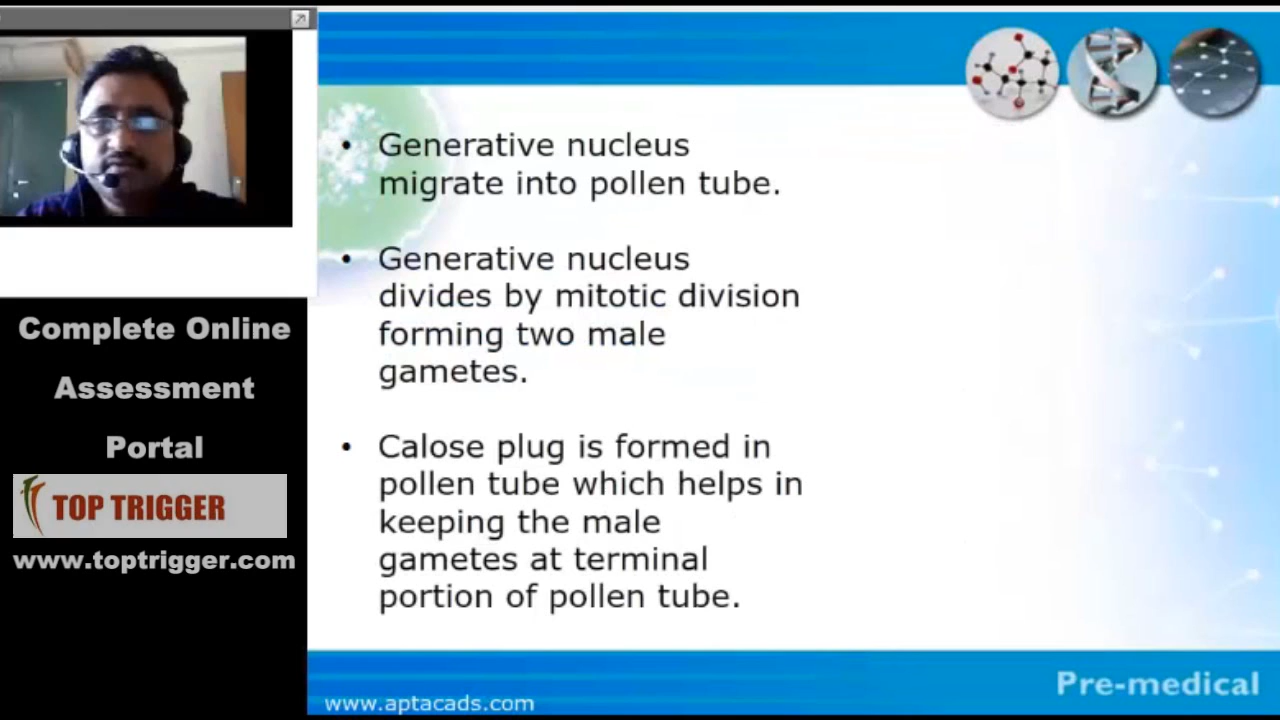 Complete Online
Assessment
Portal
TOP TRIGGER
www.toptrigger.com
• Generative nucleus
migrate into pollen tube.
• Generative nucleus
divides by mitotic division
forming two male
gametes.
• Calose plug is formed in
pollen tube which helps in
keeping the male
gametes at terminal
portion of pollen tube.
www.aptacads.com
Pre-medical